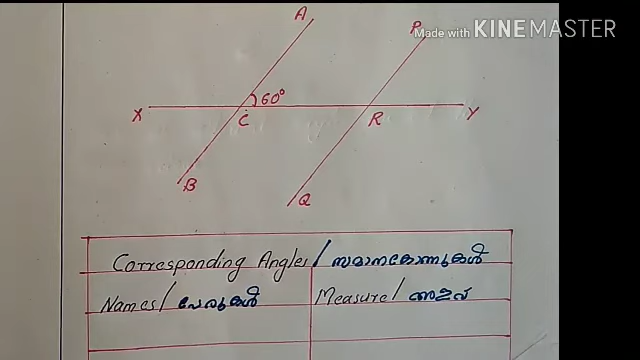 A
P
Made with KINEMASTER
60°
X
C
R
Y
B
Q
Corresponding Angles / സമാനകോണുകൾ
Names / പേരുകൾ
Measure / അളവ്